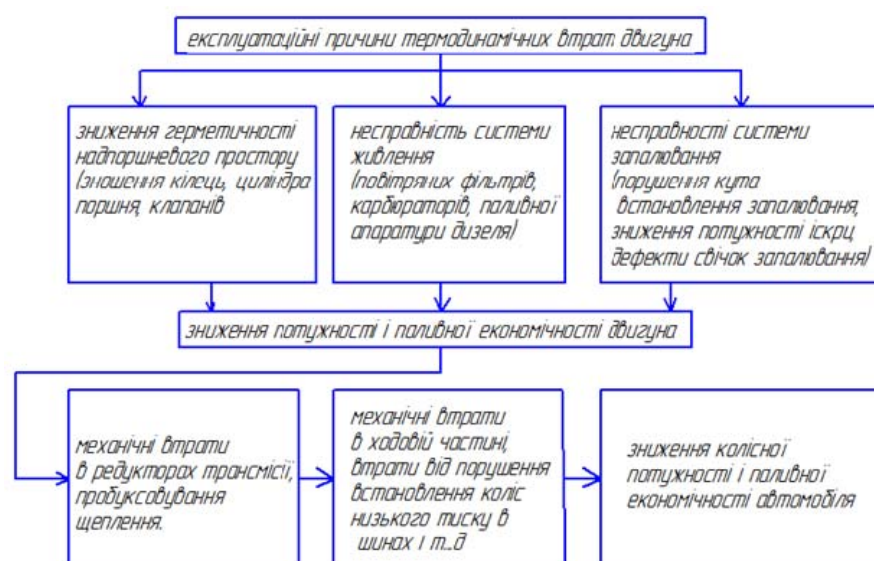 експлуатаційні причини термодинамічних втрат двигуна
зниження герметичності
надпоршневого простору
(зношення кілець, циліндра
поршня, клапанів
несправність системи
живлення
(повітряних фільтрів,
карбюраторів, паливної
апаратури дизеля)
несправності системи
запалювання
(порушення кута
встановлення запалювання,
зниження потужності іскри,
дефекти свічок запалювання)
зниження потужності і паливної економічності двигуна
механічні втрати
в редукторах трансмісії,
пробуксовування
щеплення.
механічні втрати
в ходовій частині,
втрати від порушення
встановлення коліс
низького тиску в
шинах і т...д
зниження колісної
потужності і паливної
економічності автомобіля